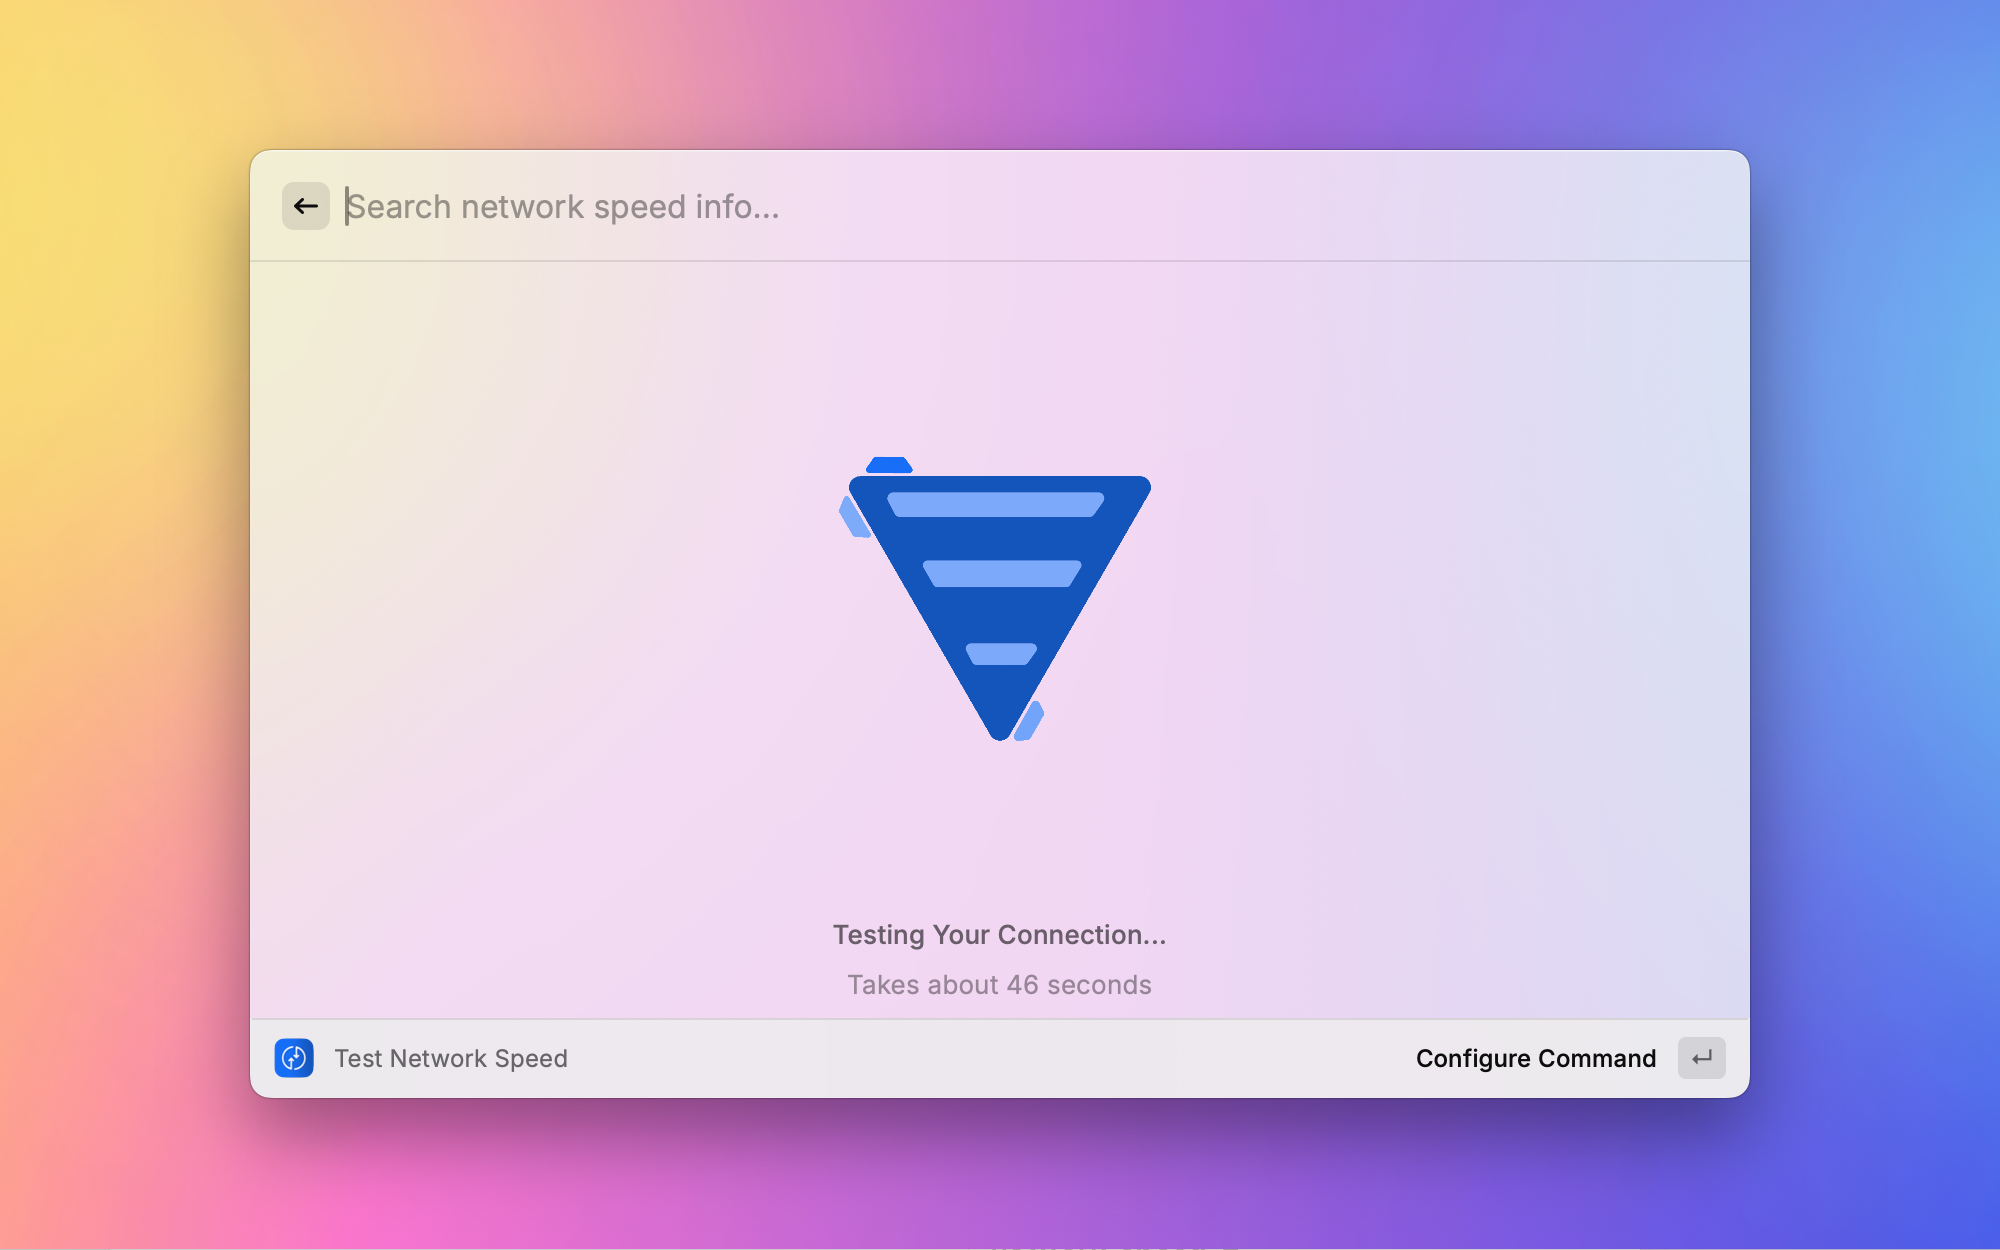 Search network speed info...
Testing Your Connection...
Takes about 46 seconds
Test Network Speed
Configure Command